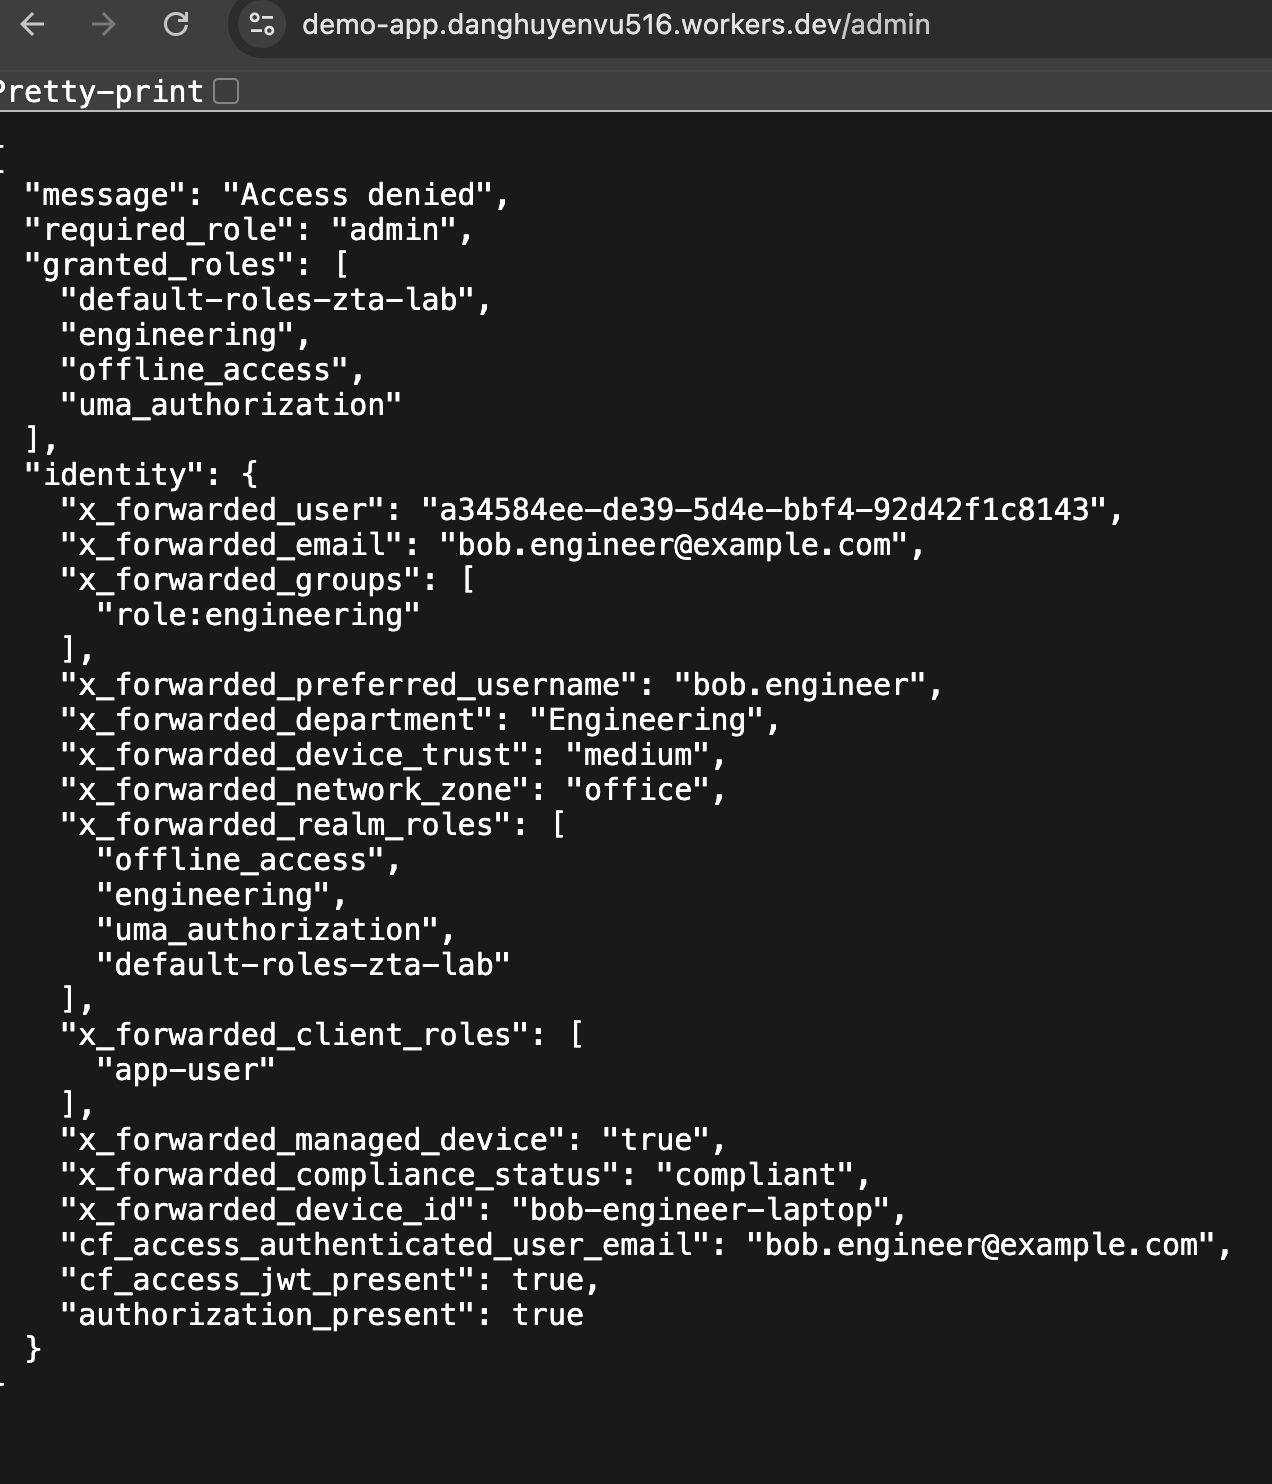 demo-app.danghuyenvu516.workers.dev/admin
Pretty-print
{
"message": "Access denied",
"required_role": "admin",
"granted_roles": [
"default-roles-zta-lab",
"engineering",
"offline_access",
"uma_authorization"
],
"identity": {
"x_forwarded_user": "a34584ee-de39-5d4e-bbf4-92d42f1c8143",
"x_forwarded_email": "bob.engineer@example.com",
"x_forwarded_groups": [
"role:engineering"
],
"x_forwarded_preferred_username": "bob.engineer",
"x_forwarded_department": "Engineering",
"x_forwarded_device_trust": "medium",
"x_forwarded_network_zone": "office",
"x_forwarded_realm_roles": [
"offline_access",
"engineering",
"uma_authorization",
"default-roles-zta-lab"
],
"x_forwarded_client_roles": [
"app-user"
],
"x_forwarded_managed_device": "true",
"x_forwarded_compliance_status": "compliant",
"x_forwarded_device_id": "bob-engineer-laptop",
"cf_access_authenticated_user_email": "bob.engineer@example.com",
"cf_access_jwt_present": true,
"authorization_present": true
}
}